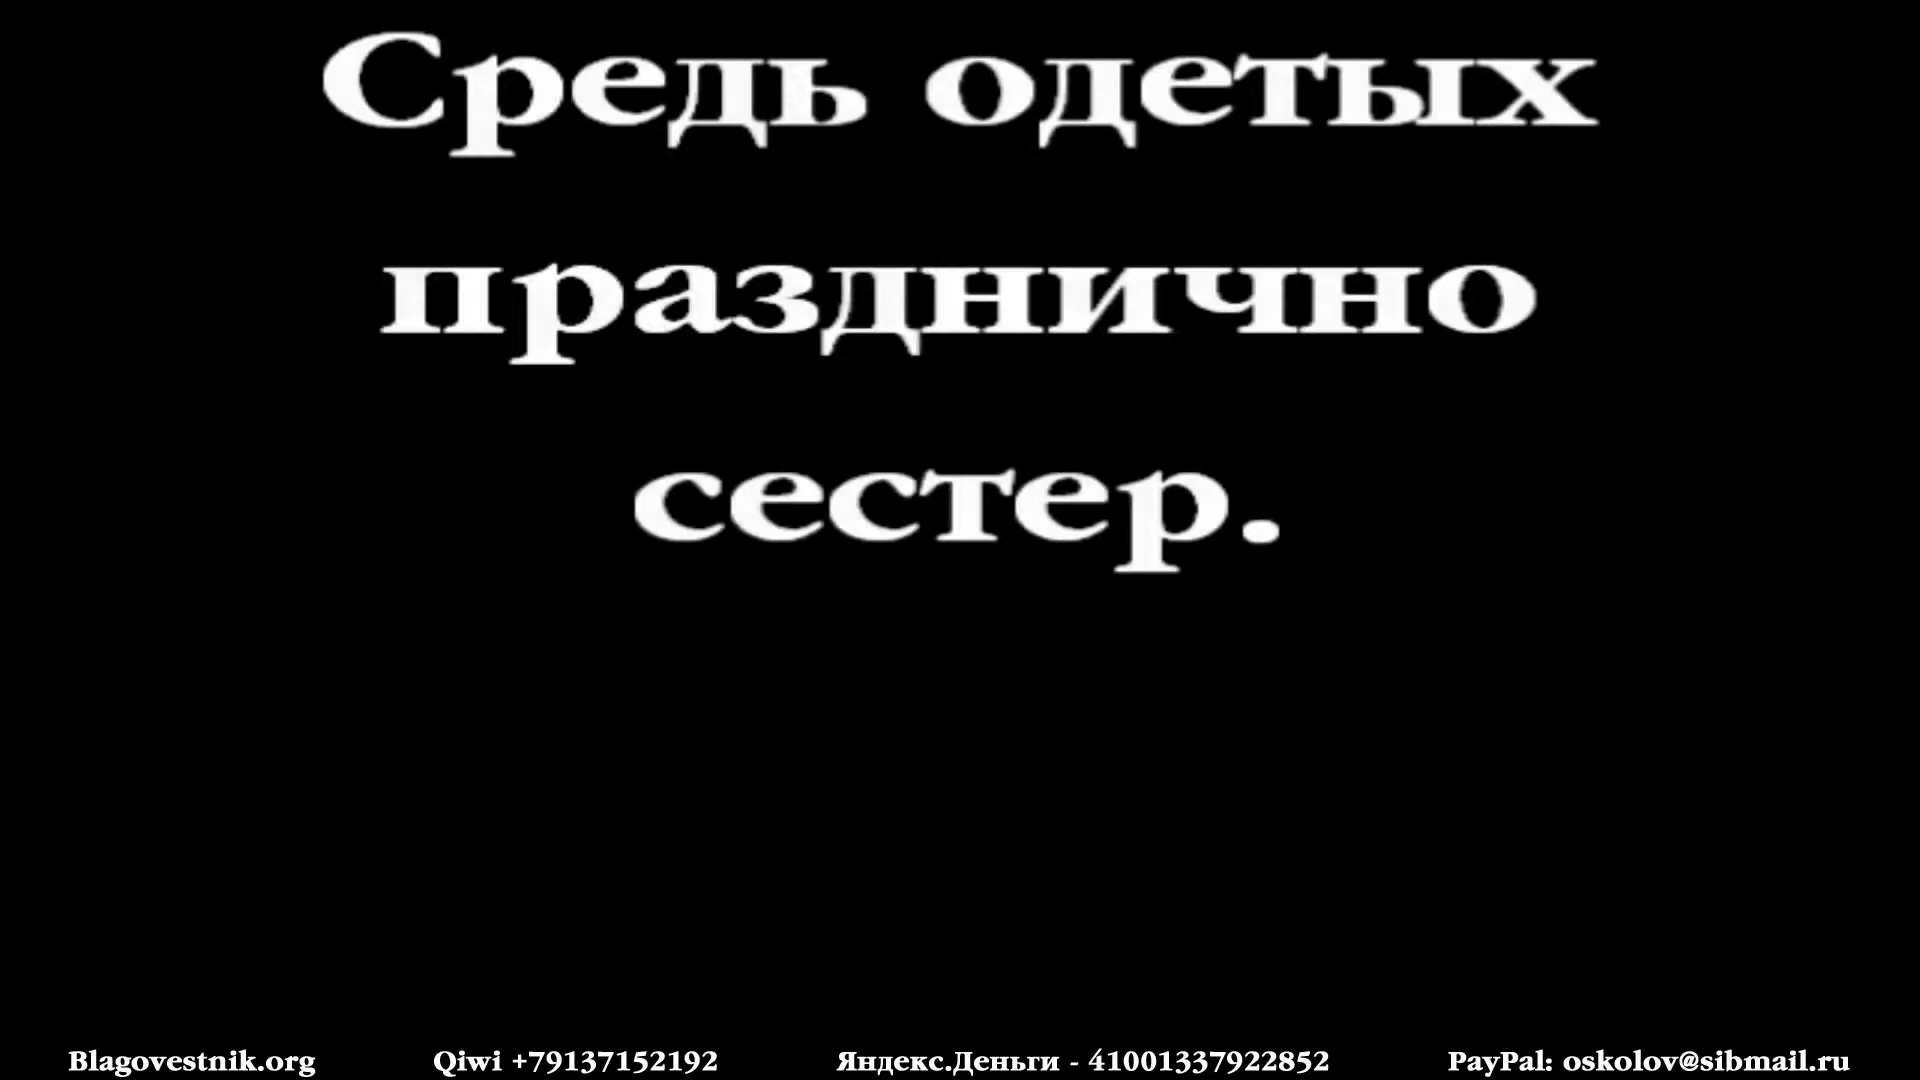 Средь одетых
празднично
сестер.
Blagovestnik.org Qiwi +79137152192 Яндекс.Деньги - 41001337922852 PayPal: oskolov@sibmail.ru